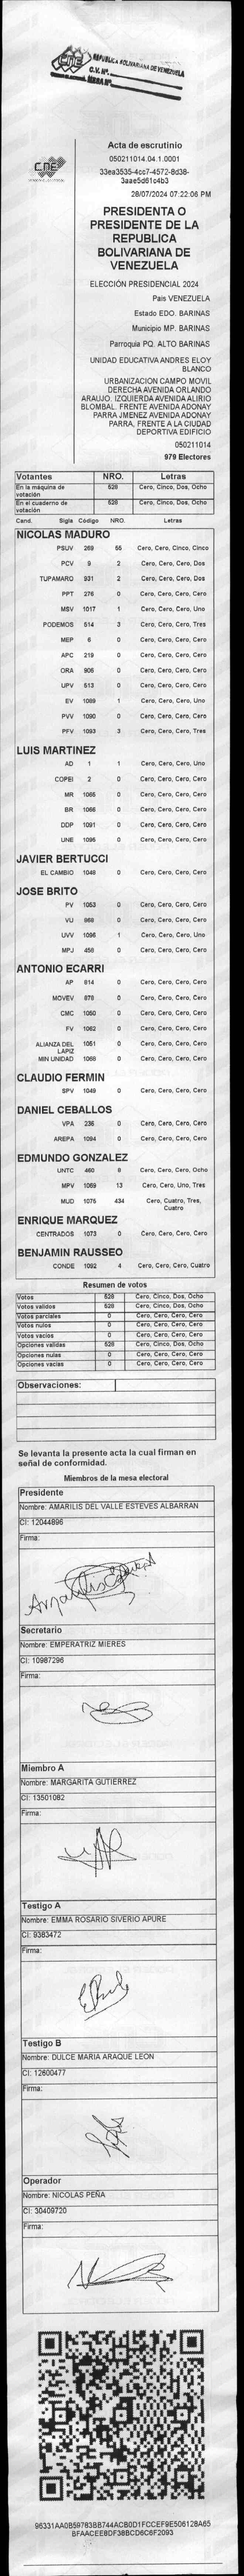 CNE
REPUBLICA BOLIVARIANA DE VENEZUELA
C.V. Nº.
MESA Nº.
CNE
Acta de escrutinio
050211014.04.1.0001
33ea3535-4cc7-4572-8d38-
3aae5d61c4b3
28/07/2024 07:22:06 PM
PRESIDENTA O
PRESIDENTE DE LA
REPUBLICA
BOLIVARIANA DE
VENEZUELA
ELECCIÓN PRESIDENCIAL 2024
Pais VENEZUELA
Estado EDO. BARINAS
Municipio MP. BARINAS
Parroquia PQ. ALTO BARINAS
UNIDAD EDUCATIVA ANDRES ELOY
BLANCO
URBANIZACION CAMPO MOVIL
DERECHA AVENIDA ORLANDO
ARAUJO. IZQUIERDA AVENIDA ALIRIO
BLOMBAL. FRENTE AVENIDA ADONAY
PARRA JMENEZ AVENIDA ADONAY
PARRA, FRENTE A LA CIUDAD
DEPORTIVA EDIFICIO
050211014
979 Electores
Votantes NRO. Letras
En la máquina de votación 528 Cero, Cinco, Dos, Ocho
En el cuaderno de votación 528 Cero, Cinco, Dos, Ocho
Cand. Sigla Código NRO. Letras
NICOLAS MADURO
PSUV 269 55 Cero, Cero, Cinco, Cinco
PCV 9 2 Cero, Cero, Cero, Dos
TUPAMARO 931 2 Cero, Cero, Cero, Dos
PPT 276 0 Cero, Cero, Cero, Cero
MSV 1017 1 Cero, Cero, Cero, Uno
PODEMOS 514 3 Cero, Cero, Cero, Tres
MEP 6 0 Cero, Cero, Cero, Cero
APC 219 0 Cero, Cero, Cero, Cero
ORA 906 0 Cero, Cero, Cero, Cero
UPV 513 0 Cero, Cero, Cero, Cero
EV 1089 1 Cero, Cero, Cero, Uno
PVV 1090 0 Cero, Cero, Cero, Cero
PFV 1093 3 Cero, Cero, Cero, Tres
LUIS MARTINEZ
AD 1 1 Cero, Cero, Cero, Uno
COPEI 2 0 Cero, Cero, Cero, Cero
MR 1065 0 Cero, Cero, Cero, Cero
BR 1066 0 Cero, Cero, Cero, Cero
DDP 1091 0 Cero, Cero, Cero, Cero
UNE 1095 0 Cero, Cero, Cero, Cero
JAVIER BERTUCCI
EL CAMBIO 1048 0 Cero, Cero, Cero, Cero
JOSE BRITO
PV 1053 0 Cero, Cero, Cero, Cero
VU 968 0 Cero, Cero, Cero, Cero
UVV 1096 1 Cero, Cero, Cero, Uno
MPJ 458 0 Cero, Cero, Cero, Cero
ANTONIO ECARRI
AP 814 0 Cero, Cero, Cero, Cero
MOVEV 878 0 Cero, Cero, Cero, Cero
CMC 1050 0 Cero, Cero, Cero, Cero
FV 1062 0 Cero, Cero, Cero, Cero
ALIANZA DEL LAPIZ 1051 0 Cero, Cero, Cero, Cero
MIN UNIDAD 1068 0 Cero, Cero, Cero, Cero
CLAUDIO FERMIN
SPV 1049 0 Cero, Cero, Cero, Cero
DANIEL CEBALLOS
VPA 236 0 Cero, Cero, Cero, Cero
AREPA 1094 0 Cero, Cero, Cero, Cero
EDMUNDO GONZALEZ
UNTC 460 8 Cero, Cero, Cero, Ocho
MPV 1069 13 Cero, Cero, Uno, Tres
MUD 1075 434 Cero, Cuatro, Tres, Cuatro
ENRIQUE MARQUEZ
CENTRADOS 1073 0 Cero, Cero, Cero, Cero
BENJAMIN RAUSSEO
CONDE 1092 4 Cero, Cero, Cero, Cuatro
Resumen de votos
Votos 528 Cero, Cinco, Dos, Ocho
Votos validos 528 Cero, Cinco, Dos, Ocho
Votos parciales 0 Cero, Cero, Cero, Cero
Votos nulos 0 Cero, Cero, Cero, Cero
Votos vacios 0 Cero, Cero, Cero, Cero
Opciones validas 528 Cero, Cinco, Dos, Ocho
Opciones nulas 0 Cero, Cero, Cero, Cero
Opciones vacias 0 Cero, Cero, Cero, Cero
Observaciones:
Se levanta la presente acta la cual firman en
señal de conformidad.
Miembros de la mesa electoral
Presidente
Nombre: AMARILIS DEL VALLE ESTEVES ALBARRAN
CI: 12044896
Firma:
Secretario
Nombre: EMPERATRIZ MIERES
CI: 10987296
Firma:
Miembro A
Nombre: MARGARITA GUTIERREZ
CI: 13501082
Firma:
Testigo A
Nombre: EMMA ROSARIO SIVERIO APURE
CI: 9383472
Firma:
Testigo B
Nombre: DULCE MARIA ARAQUE LEON
CI: 12600477
Firma:
Operador
Nombre: NICOLAS PEÑA
CI: 30409720
Firma:
96331AA0B59783BB744ACB0D1FCCEF9E506128A65
BFAACEE8DF38BCD6C6F2093